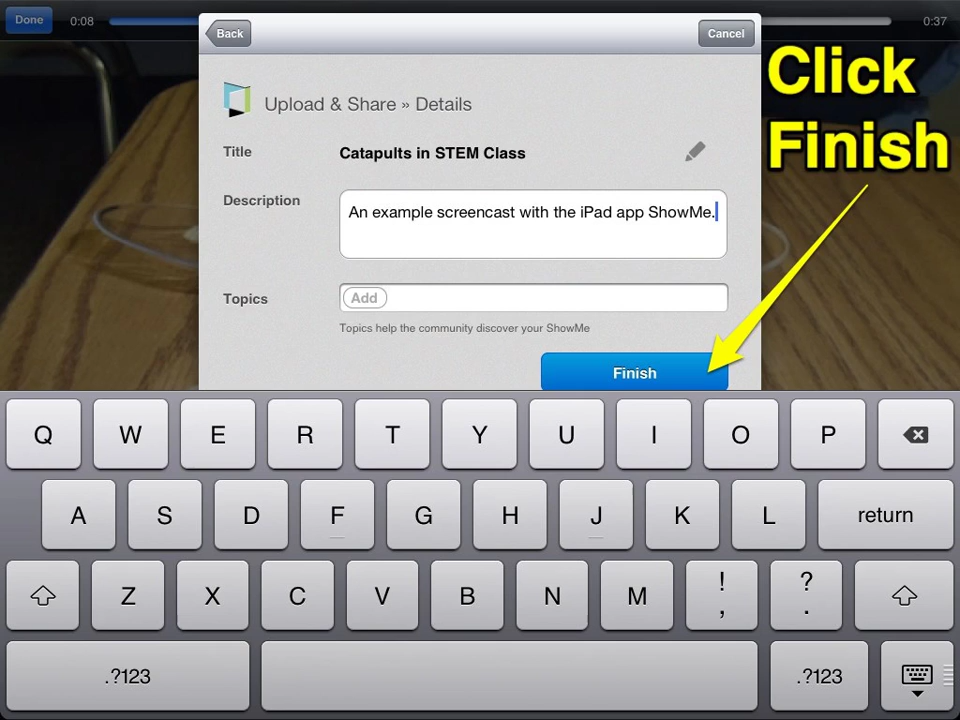 Done 0:08 0:37
Back Cancel
Click
Finish
Upload & Share » Details
Title Catapults in STEM Class
Description An example screencast with the iPad app ShowMe.
Topics Add
Topics help the community discover your ShowMe
Finish
Q W E R T Y U I O P
A S D F G H J K L return
Z X C V B N M ! , ? .
.?123 .?123